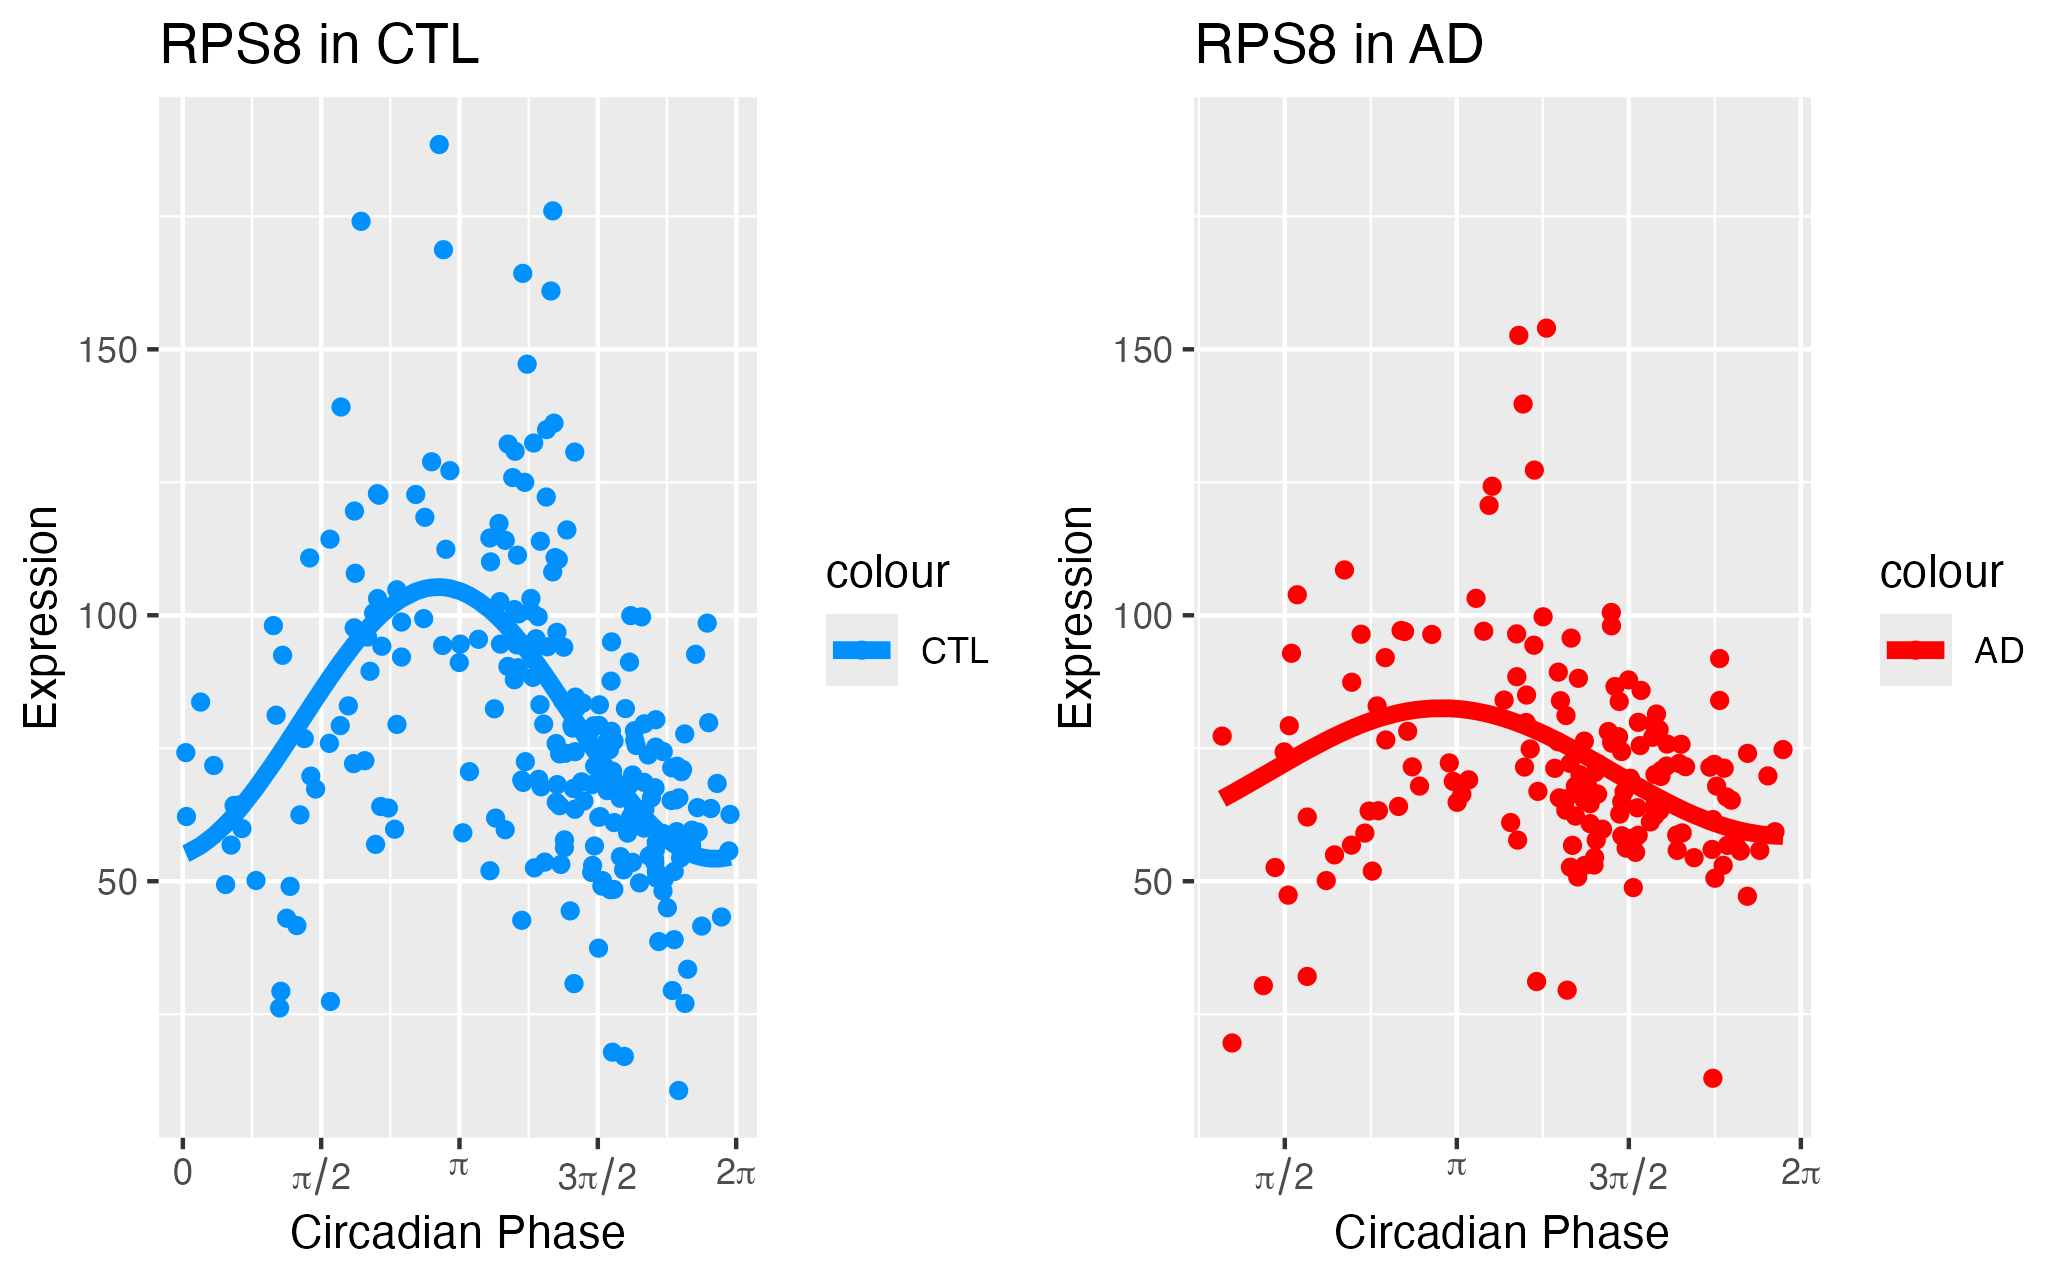 RPS8 in CTL
150
100
50
Expression
0
π/2
π
3π/2
2π
Circadian Phase
colour
CTL
RPS8 in AD
150
100
50
Expression
π/2
π
3π/2
2π
Circadian Phase
colour
AD